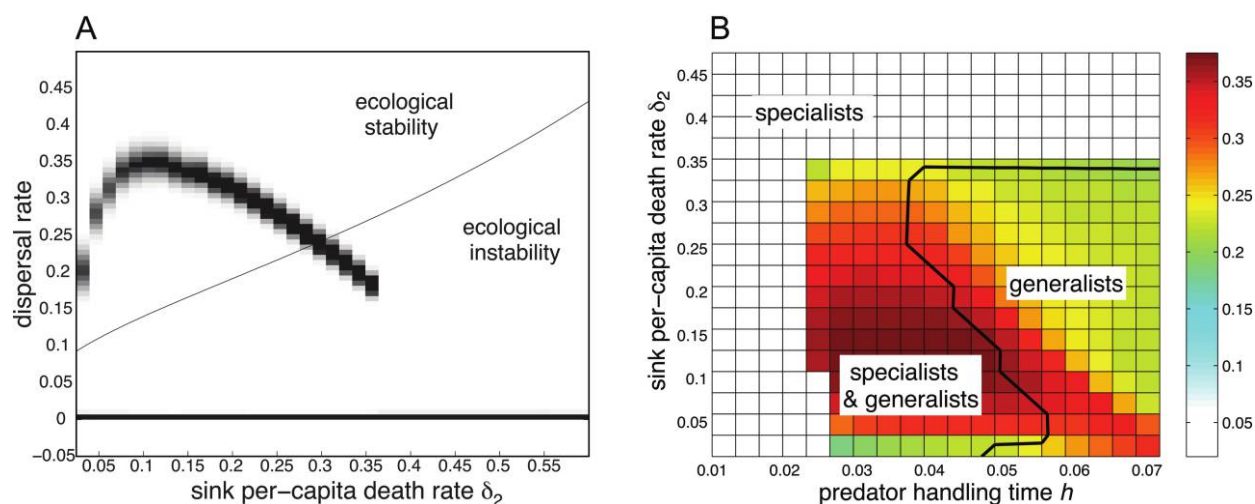 A
0.45
0.4
0.35
0.3
0.25
0.2
0.15
0.1
0
−0.05
dispersal rate
ecological
stability
ecological
instability
0.05 0.1 0.15 0.2 0.25 0.3 0.35 0.4 0.45 0.5 0.55
sink per-capita death rate δ2
B
0.45
0.4
0.35
0.3
0.25
0.2
0.15
0.1
0.05
sink per-capita death rate δ2
specialists
generalists
specialists
& generalists
0.01 0.02 0.03 0.04 0.05 0.06 0.07
predator handling time h
0.35
0.3
0.25
0.2
0.15
0.1
0.05